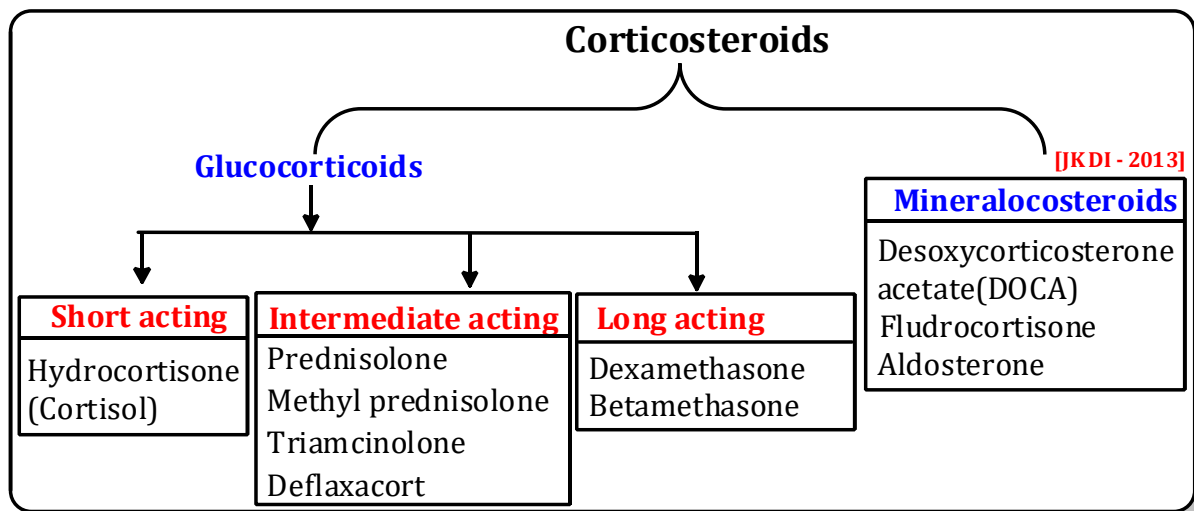 Corticosteroids
Glucocorticoids
[JKDI - 2013]
Mineralocosteroids
Desoxycorticosterone
acetate(DOCA)
Fludrocortisone
Aldosterone
Short acting
Hydrocortisone
(Cortisol)
Intermediate acting
Prednisolone
Methyl prednisolone
Triamcinolone
Deflaxacort
Long acting
Dexamethasone
Betamethasone